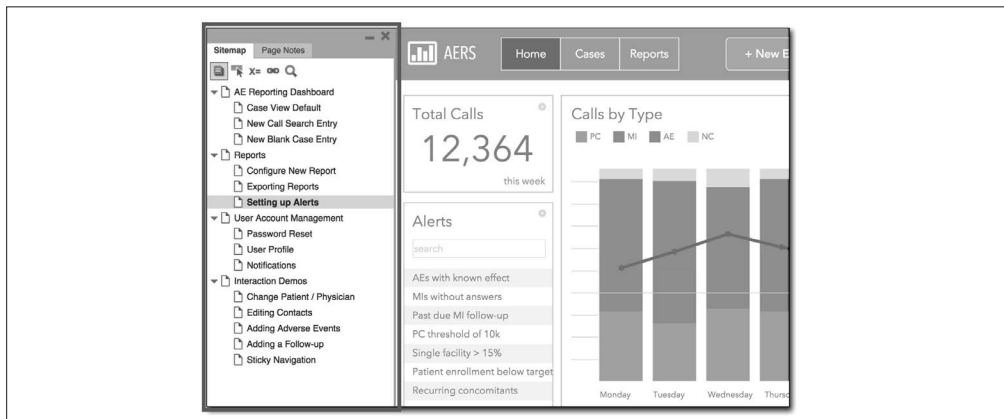 Sitemap
Page Notes
X=
AE Reporting Dashboard
Case View Default
New Call Search Entry
New Blank Case Entry
Reports
Configure New Report
Exporting Reports
Setting up Alerts
User Account Management
Password Reset
User Profile
Notifications
Interaction Demos
Change Patient / Physician
Editing Contacts
Adding Adverse Events
Adding a Follow-up
Sticky Navigation
AERS
Home
Cases
Reports
+ New E
Total Calls
12,364
this week
Alerts
search
AEs with known effect
MIs without answers
Past due MI follow-up
PC threshold of 10k
Single facility > 15%
Patient enrollment below target
Recurring concomitants
Calls by Type
PC MI AE NC
Monday Tuesday Wednesday Thurs